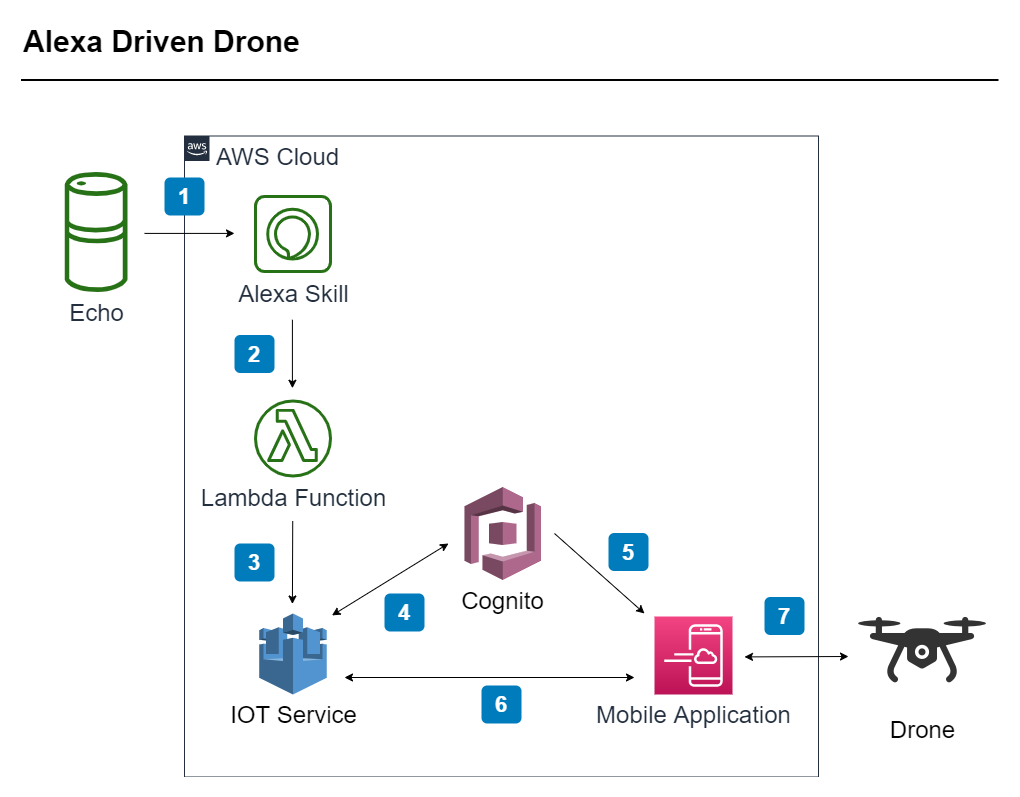 Alexa Driven Drone
aws
AWS Cloud
1
Echo
Alexa Skill
2
Lambda Function
3
4
Cognito
5
IOT Service
6
Mobile Application
7
Drone